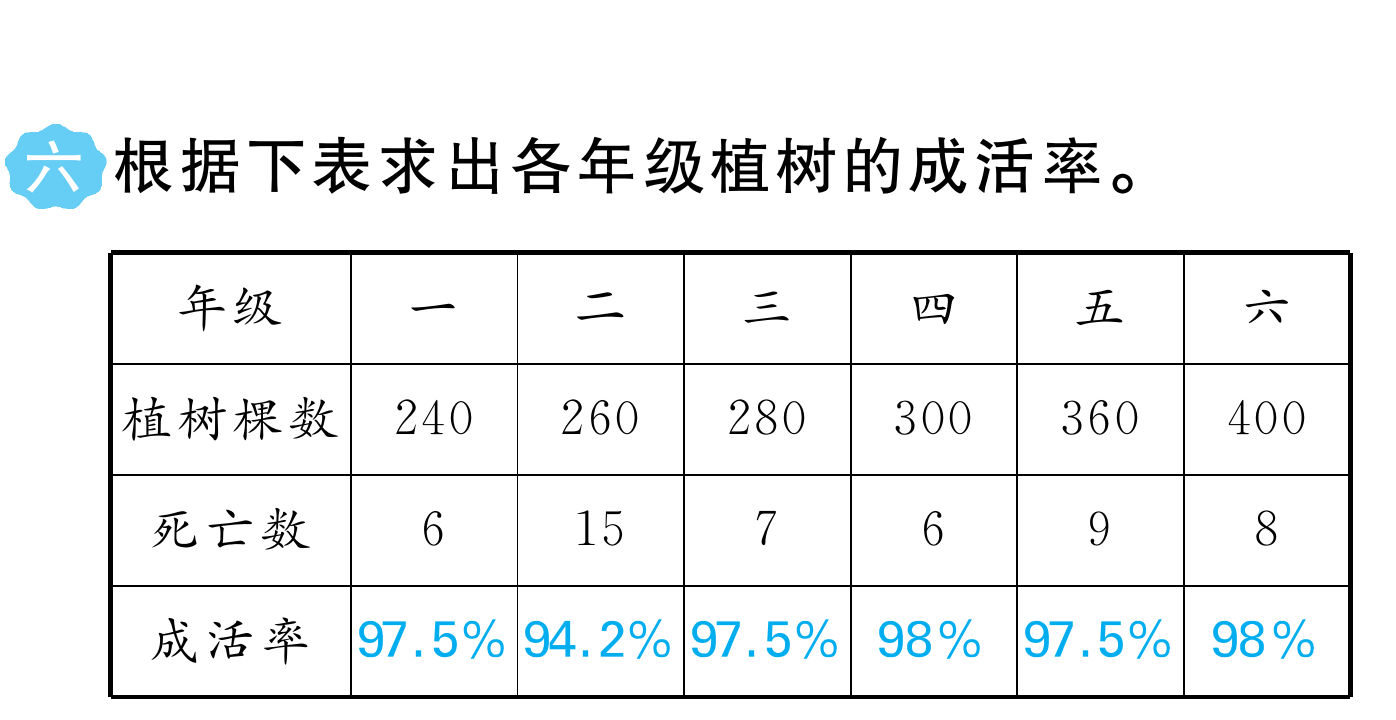 六 根据下表求出各年级植树的成活率。
年级 一 二 三 四 五 六
植树棵数 240 260 280 300 360 400
死亡数 6 15 7 6 9 8
成活率 97.5% 94.2% 97.5% 98% 97.5% 98%